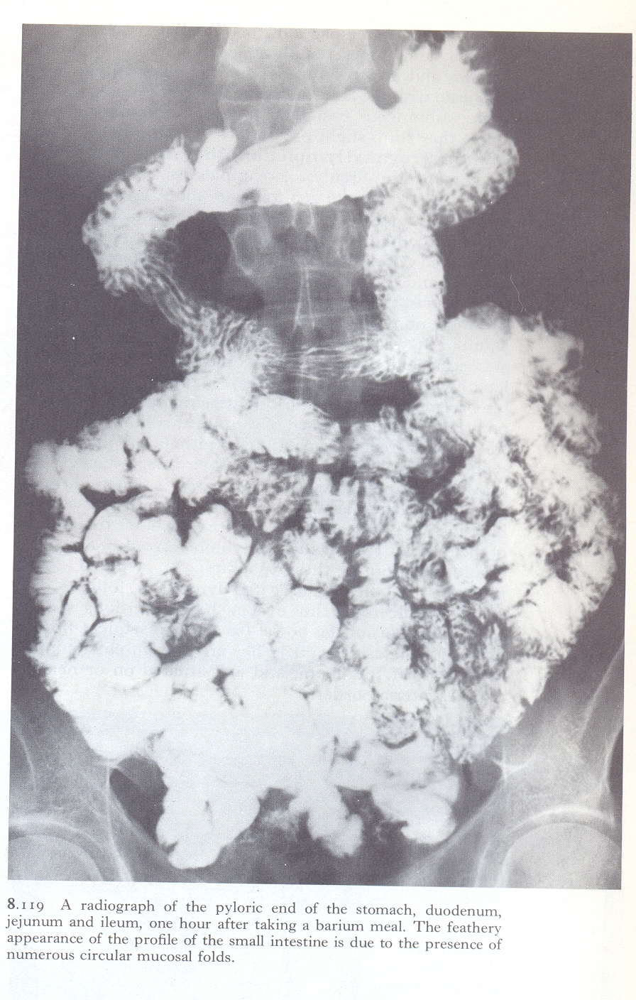 8.119 A radiograph of the pyloric end of the stomach, duodenum,
jejunum and ileum, one hour after taking a barium meal. The feathery
appearance of the profile of the small intestine is due to the presence of
numerous circular mucosal folds.